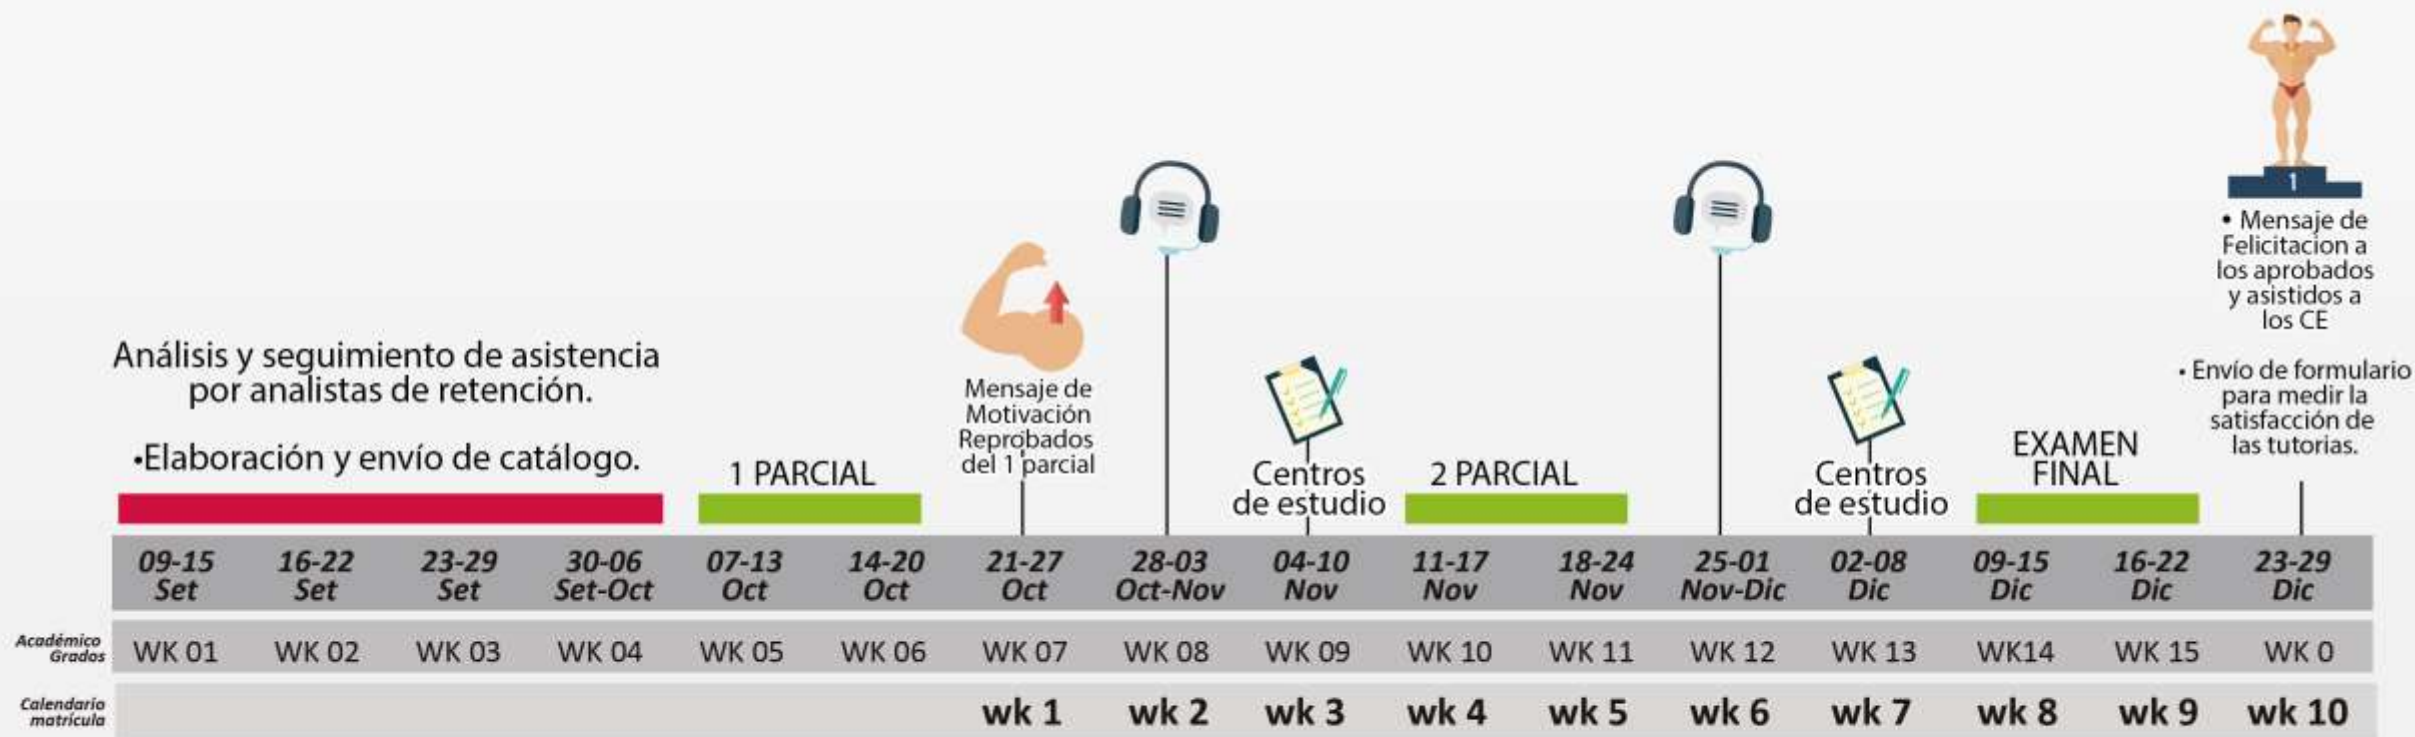 Análisis y seguimiento de asistencia
por analistas de retención.
•Elaboración y envío de catálogo.
1 PARCIAL
Mensaje de
Motivación
Reprobados
del 1 parcial
Centros
de estudio
2 PARCIAL
Centros
de estudio
EXAMEN
FINAL
1
• Mensaje de
Felicitacion a
los aprobados
y asistidos a
los CE
• Envío de formulario
para medir la
satisfacción de
las tutorias.
09-15 16-22 23-29 30-06 07-13 14-20 21-27 28-03 04-10 11-17 18-24 25-01 02-08 09-15 16-22 23-29
Set Set Set Set-Oct Oct Oct Oct Oct-Nov Nov Nov Nov Nov-Dic Dic Dic Dic Dic
Académico
Grados
WK 01 WK 02 WK 03 WK 04 WK 05 WK 06 WK 07 WK 08 WK 09 WK 10 WK 11 WK 12 WK 13 WK14 WK 15 WK 0
Calendario
matrícula
wk 1 wk 2 wk 3 wk 4 wk 5 wk 6 wk 7 wk 8 wk 9 wk 10